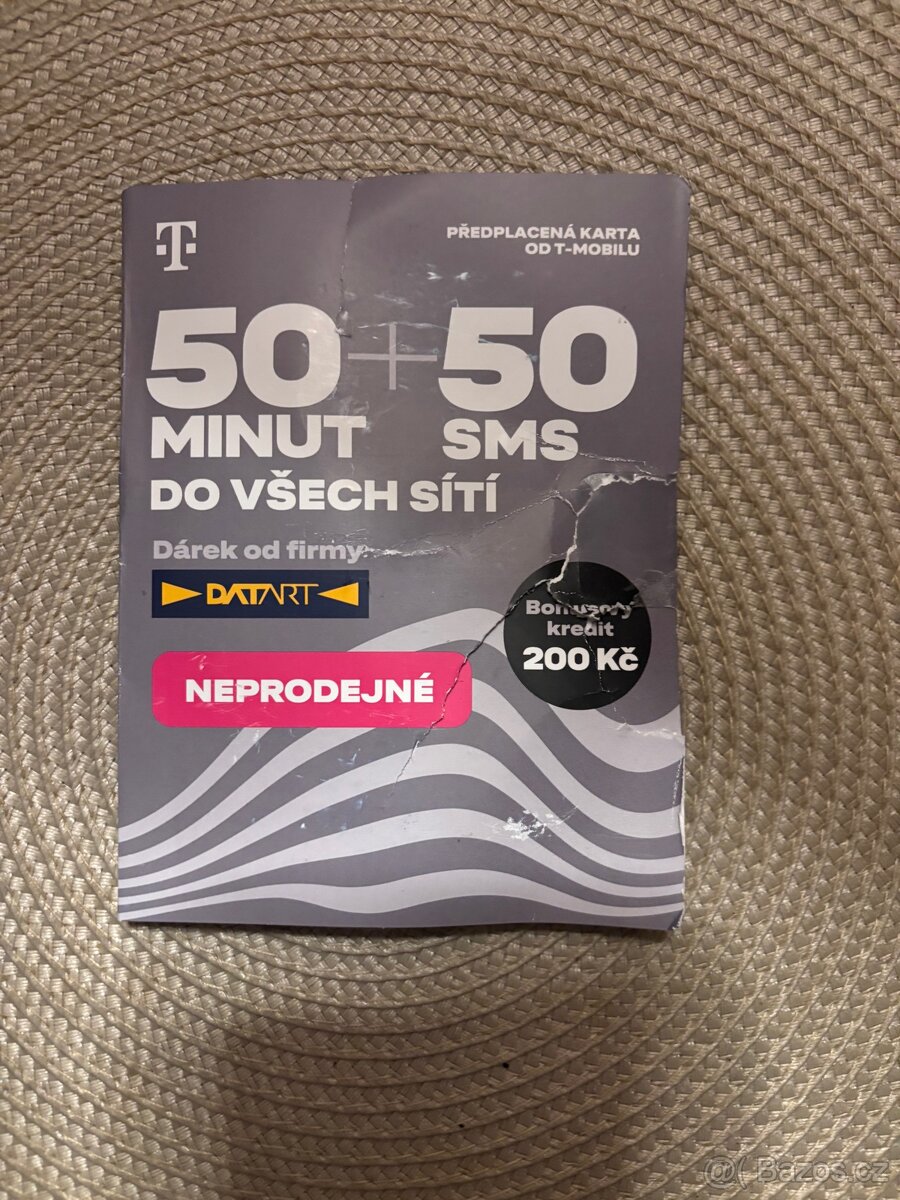 T
PŘEDPLACENÁ KARTA
OD T-MOBILU
50+50
MINUT SMS
DO VŠECH SÍTÍ
Dárek od firmy
DATART
Bonusový
kredit
200 Kč
NEPRODEJNÉ
@( Bazos.cz